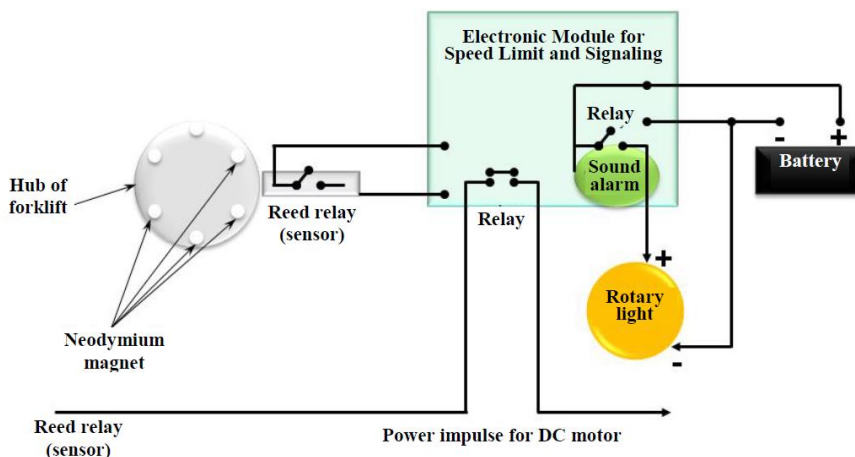 Electronic Module for
Speed Limit and Signaling
Relay
-
+
Battery
Sound
alarm
Hub of
forklift
Reed relay
(sensor)
Relay
+
Rotary
light
-
Neodymium
magnet
Reed relay
(sensor)
Power impulse for DC motor